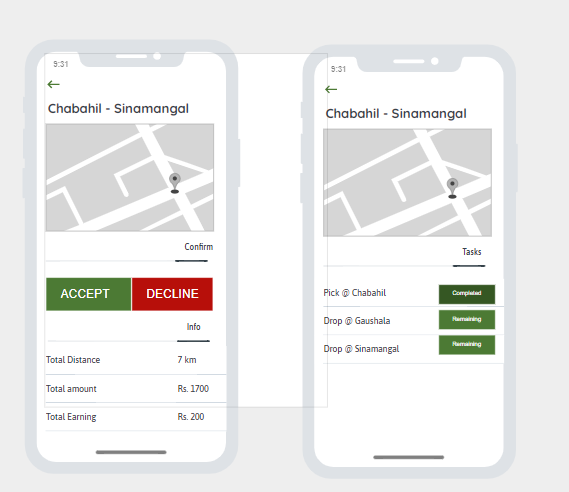 9:31
Chabahil - Sinamangal
Confirm
ACCEPT DECLINE
Info
Total Distance 7 km
Total amount Rs. 1700
Total Earning Rs. 200
9:31
Chabahil - Sinamangal
Tasks
Pick @ Chabahil Completed
Drop @ Gaushala Remaining
Drop @ Sinamangal Remaining